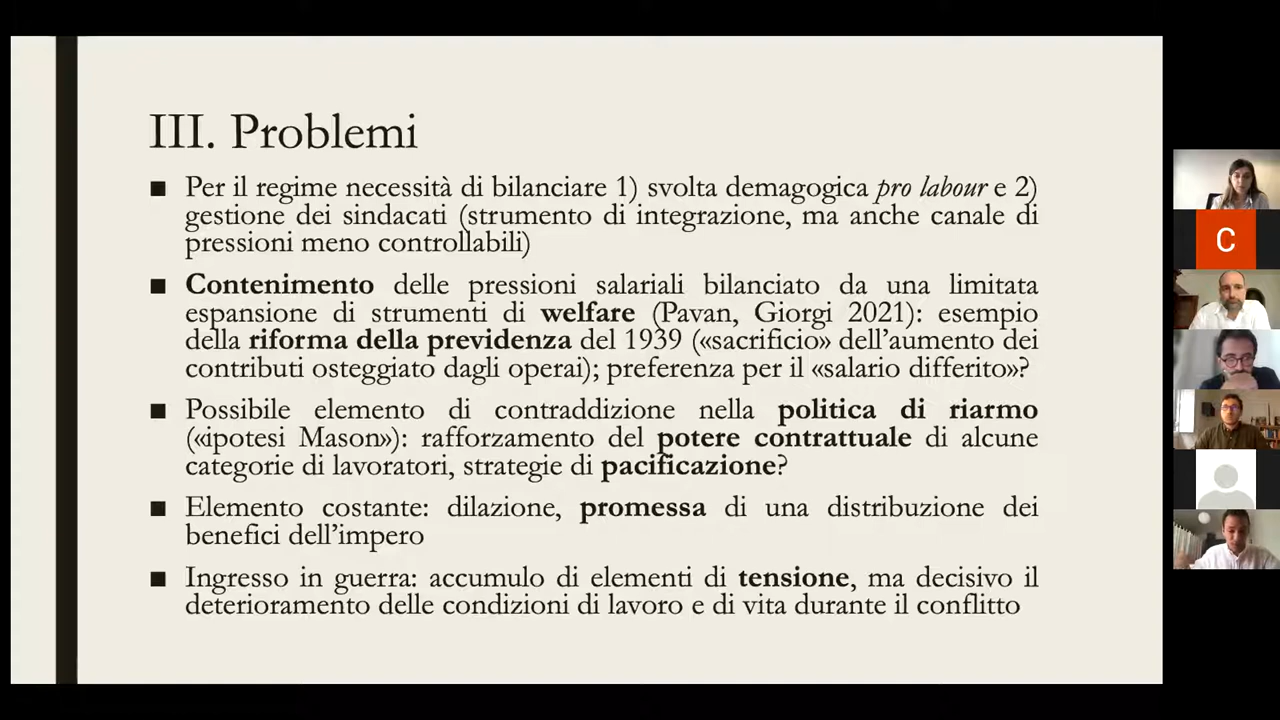 III. Problemi
■ Per il regime necessità di bilanciare 1) svolta demagogica pro labour e 2)
gestione dei sindacati (strumento di integrazione, ma anche canale di
pressioni meno controllabili)
■ Contenimento delle pressioni salariali bilanciato da una limitata
espansione di strumenti di welfare (Pavan, Giorgi 2021): esempio
della riforma della previdenza del 1939 («sacrificio» dell’aumento dei
contributi osteggiato dagli operai); preferenza per il «salario differito»?
■ Possibile elemento di contraddizione nella politica di riarmo
(«ipotesi Mason»): rafforzamento del potere contrattuale di alcune
categorie di lavoratori, strategie di pacificazione?
■ Elemento costante: dilazione, promessa di una distribuzione dei
benefici dell’impero
■ Ingresso in guerra: accumulo di elementi di tensione, ma decisivo il
deterioramento delle condizioni di lavoro e di vita durante il conflitto
C